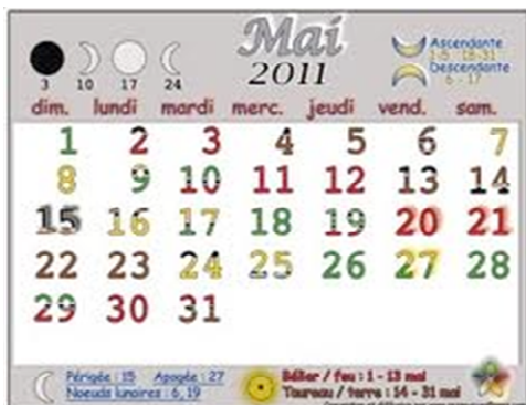 Mai
2011
3 10 17 24
Ascendante
Descendante
6 - 17
dim. lundi mardi merc. jeudi vend. sam.
1 2 3 4 5 6 7
8 9 10 11 12 13 14
15 16 17 18 19 20 21
22 23 24 25 26 27 28
29 30 31
Périgée : 15 Apogée : 27
Noeuds lunaires : 6, 19
Bélier / feu : 1 - 13 mai
Taureau / terre : 14 - 31 mai